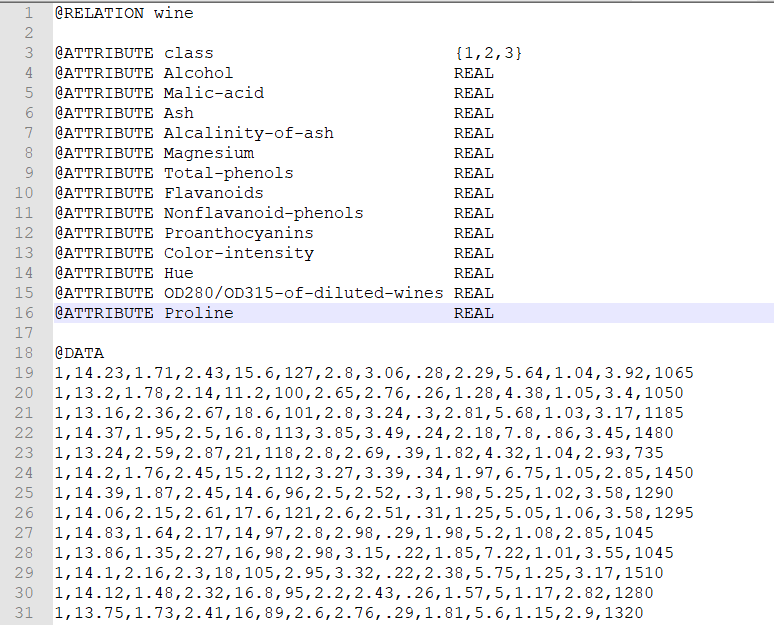 1 @RELATION wine
2
3 @ATTRIBUTE class {1,2,3}
4 @ATTRIBUTE Alcohol REAL
5 @ATTRIBUTE Malic-acid REAL
6 @ATTRIBUTE Ash REAL
7 @ATTRIBUTE Alcalinity-of-ash REAL
8 @ATTRIBUTE Magnesium REAL
9 @ATTRIBUTE Total-phenols REAL
10 @ATTRIBUTE Flavanoids REAL
11 @ATTRIBUTE Nonflavanoid-phenols REAL
12 @ATTRIBUTE Proanthocyanins REAL
13 @ATTRIBUTE Color-intensity REAL
14 @ATTRIBUTE Hue REAL
15 @ATTRIBUTE OD280/OD315-of-diluted-wines REAL
16 @ATTRIBUTE Proline REAL
17
18 @DATA
19 1,14.23,1.71,2.43,15.6,127,2.8,3.06,.28,2.29,5.64,1.04,3.92,1065
20 1,13.2,1.78,2.14,11.2,100,2.65,2.76,.26,1.28,4.38,1.05,3.4,1050
21 1,13.16,2.36,2.67,18.6,101,2.8,3.24,.3,2.81,5.68,1.03,3.17,1185
22 1,14.37,1.95,2.5,16.8,113,3.85,3.49,.24,2.18,7.8,.86,3.45,1480
23 1,13.24,2.59,2.87,21,118,2.8,2.69,.39,1.82,4.32,1.04,2.93,735
24 1,14.2,1.76,2.45,15.2,112,3.27,3.39,.34,1.97,6.75,1.05,2.85,1450
25 1,14.39,1.87,2.45,14.6,96,2.5,2.52,.3,1.98,5.25,1.02,3.58,1290
26 1,14.06,2.15,2.61,17.6,121,2.6,2.51,.31,1.25,5.05,1.06,3.58,1295
27 1,14.83,1.64,2.17,14,97,2.8,2.98,.29,1.98,5.2,1.08,2.85,1045
28 1,13.86,1.35,2.27,16,98,2.98,3.15,.22,1.85,7.22,1.01,3.55,1045
29 1,14.1,2.16,2.3,18,105,2.95,3.32,.22,2.38,5.75,1.25,3.17,1510
30 1,14.12,1.48,2.32,16.8,95,2.2,2.43,.26,1.57,5,1.17,2.82,1280
31 1,13.75,1.73,2.41,16,89,2.6,2.76,.29,1.81,5.6,1.15,2.9,1320